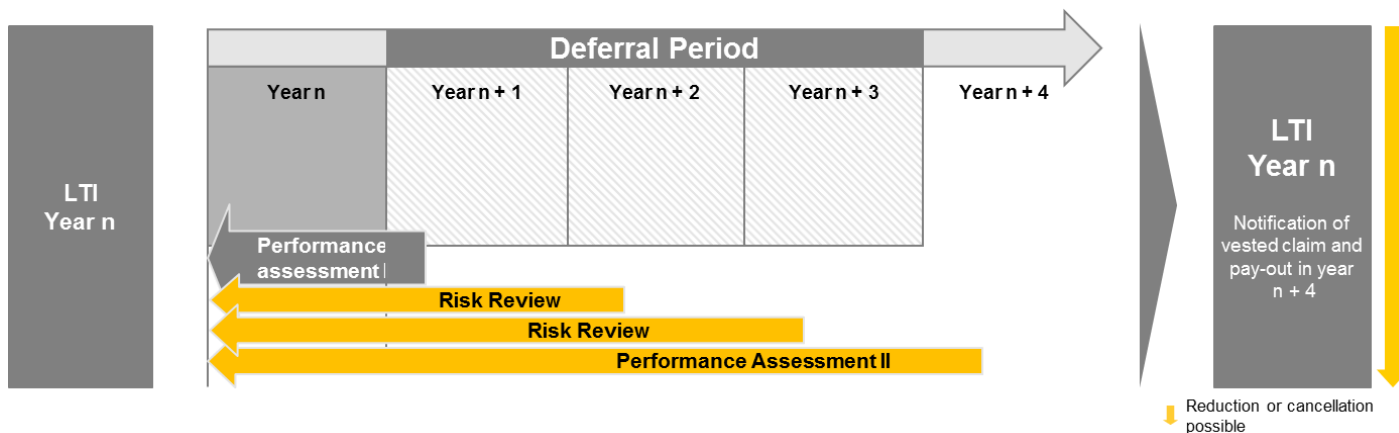 LTI
Year n
Deferral Period
Year n
Year n + 1
Year n + 2
Year n + 3
Year n + 4
Performance
assessment I
Risk Review
Risk Review
Performance Assessment II
LTI
Year n
Notification of
vested claim and
pay-out in year
n + 4
Reduction or cancellation
possible